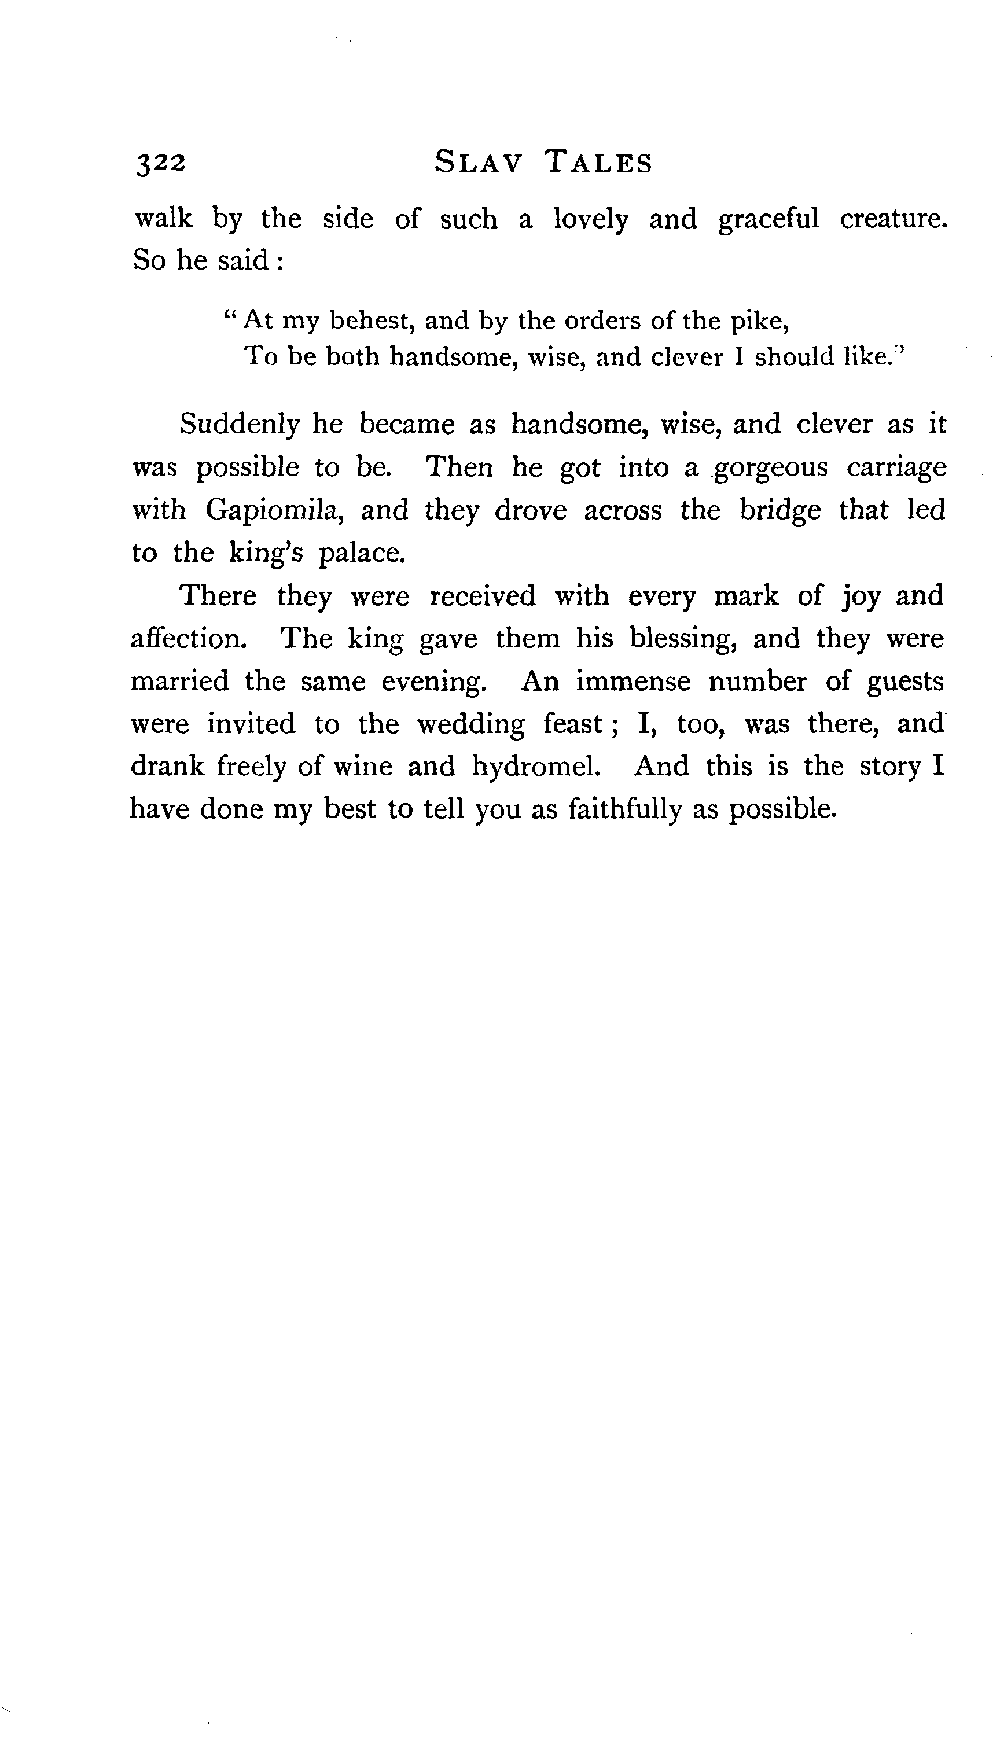 322 SLAV TALES
walk by the side of such a lovely and graceful creature.
So he said :
“ At my behest, and by the orders of the pike,
To be both handsome, wise, and clever I should like.”
Suddenly he became as handsome, wise, and clever as it
was possible to be. Then he got into a gorgeous carriage
with Gapiomila, and they drove across the bridge that led
to the king’s palace.
There they were received with every mark of joy and
affection. The king gave them his blessing, and they were
married the same evening. An immense number of guests
were invited to the wedding feast ; I, too, was there, and
drank freely of wine and hydromel. And this is the story I
have done my best to tell you as faithfully as possible.